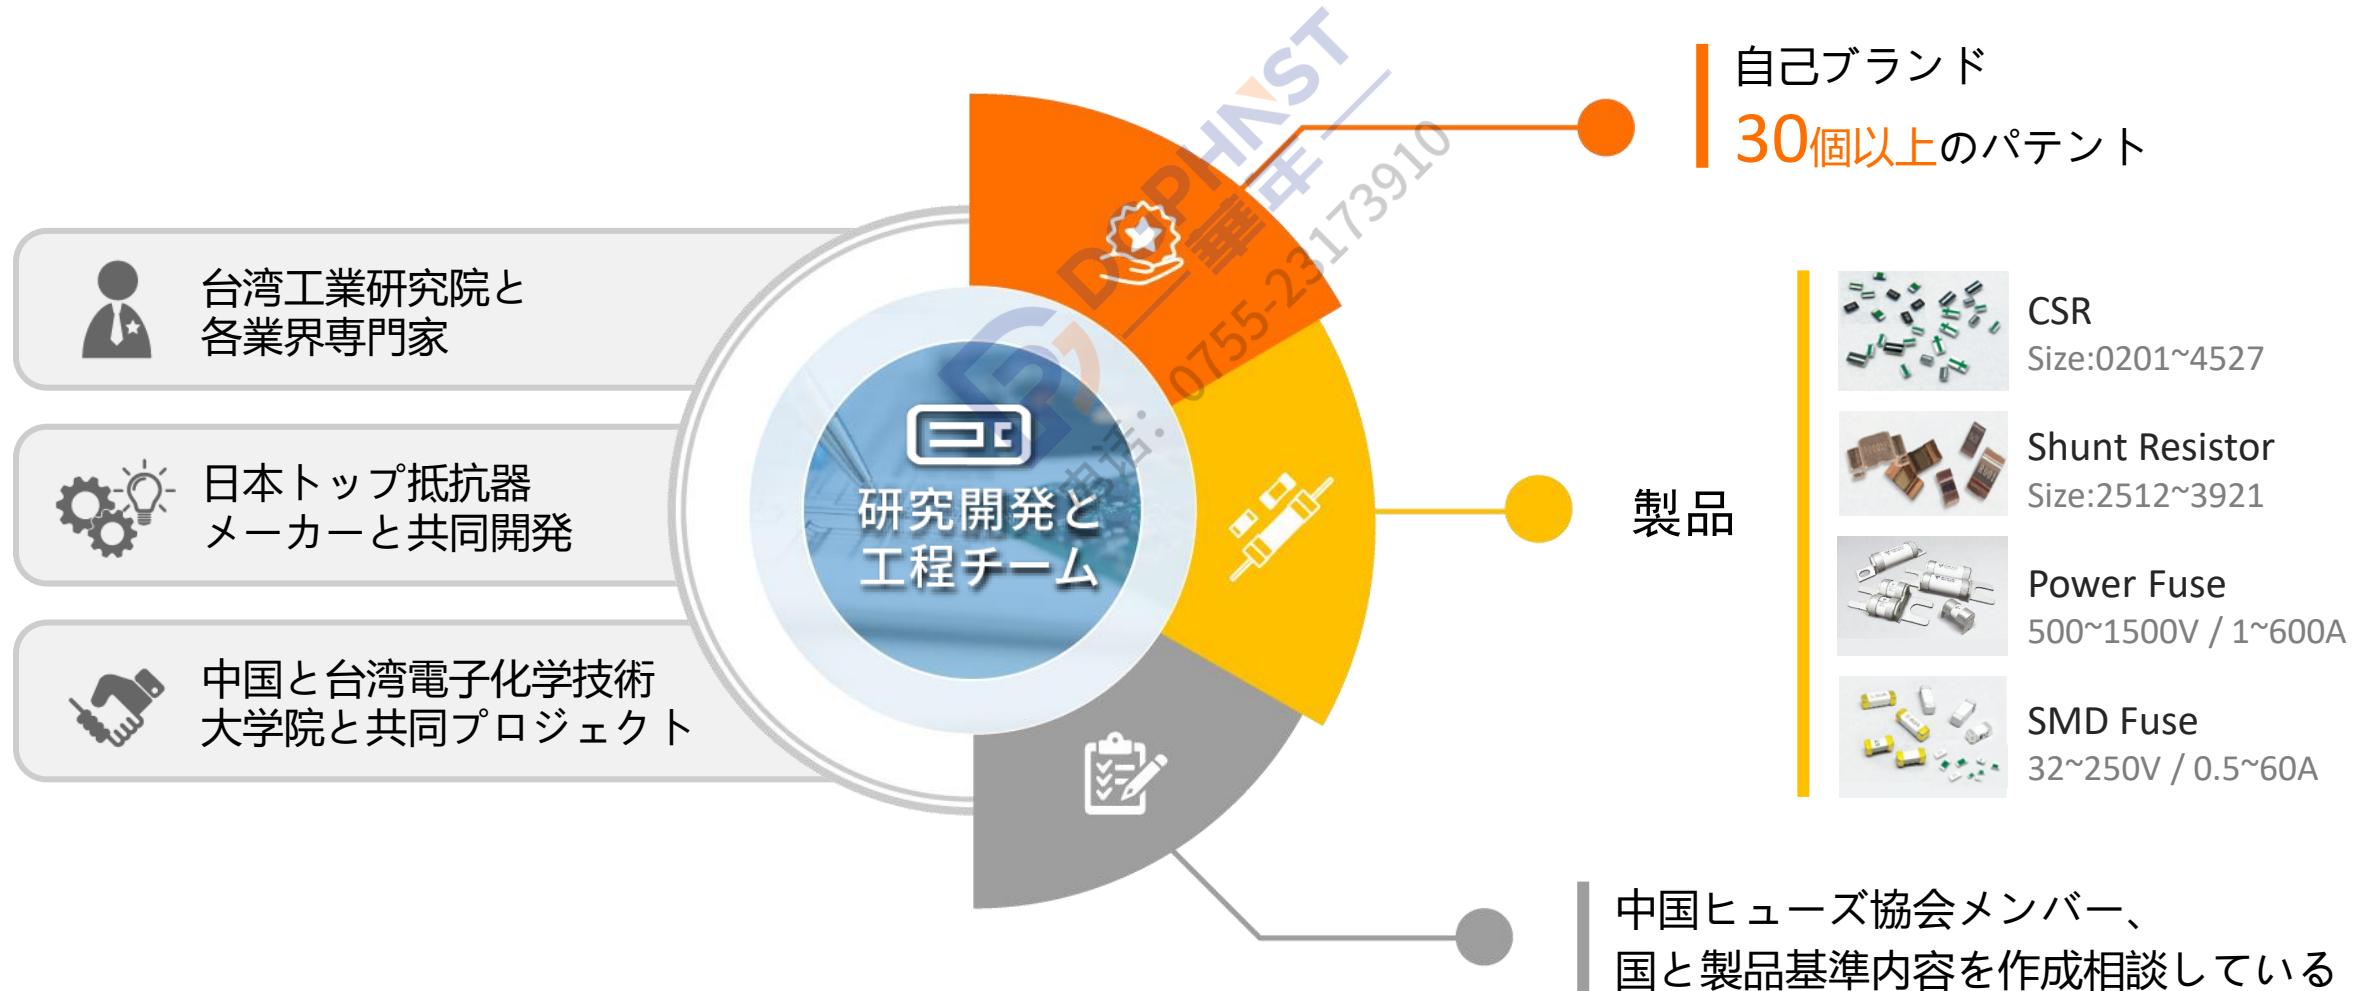 自己ブランド
30個以上のパテント
台湾工業研究院と
各業界専門家
日本トップ抵抗器
メーカーと共同開発
中国と台湾電子化学技術
大学院と共同プロジェクト
研究開発と
工程チーム
製品
CSR
Size:0201~4527
Shunt Resistor
Size:2512~3921
Power Fuse
500~1500V / 1~600A
SMD Fuse
32~250V / 0.5~60A
中国ヒューズ協会メンバー、
国と製品基準内容を作成相談している
DOPHNST
華年
电话：0755-23173910